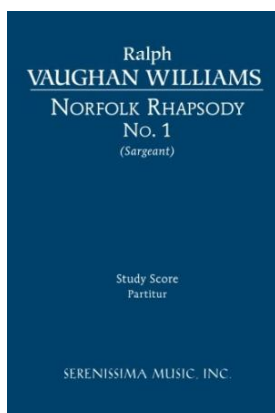 Ralph
VAUGHAN WILLIAMS
NORFOLK RHAPSODY
NO. 1
(Sargeant)
Study Score
Partitur
SERENISSIMA MUSIC, INC.